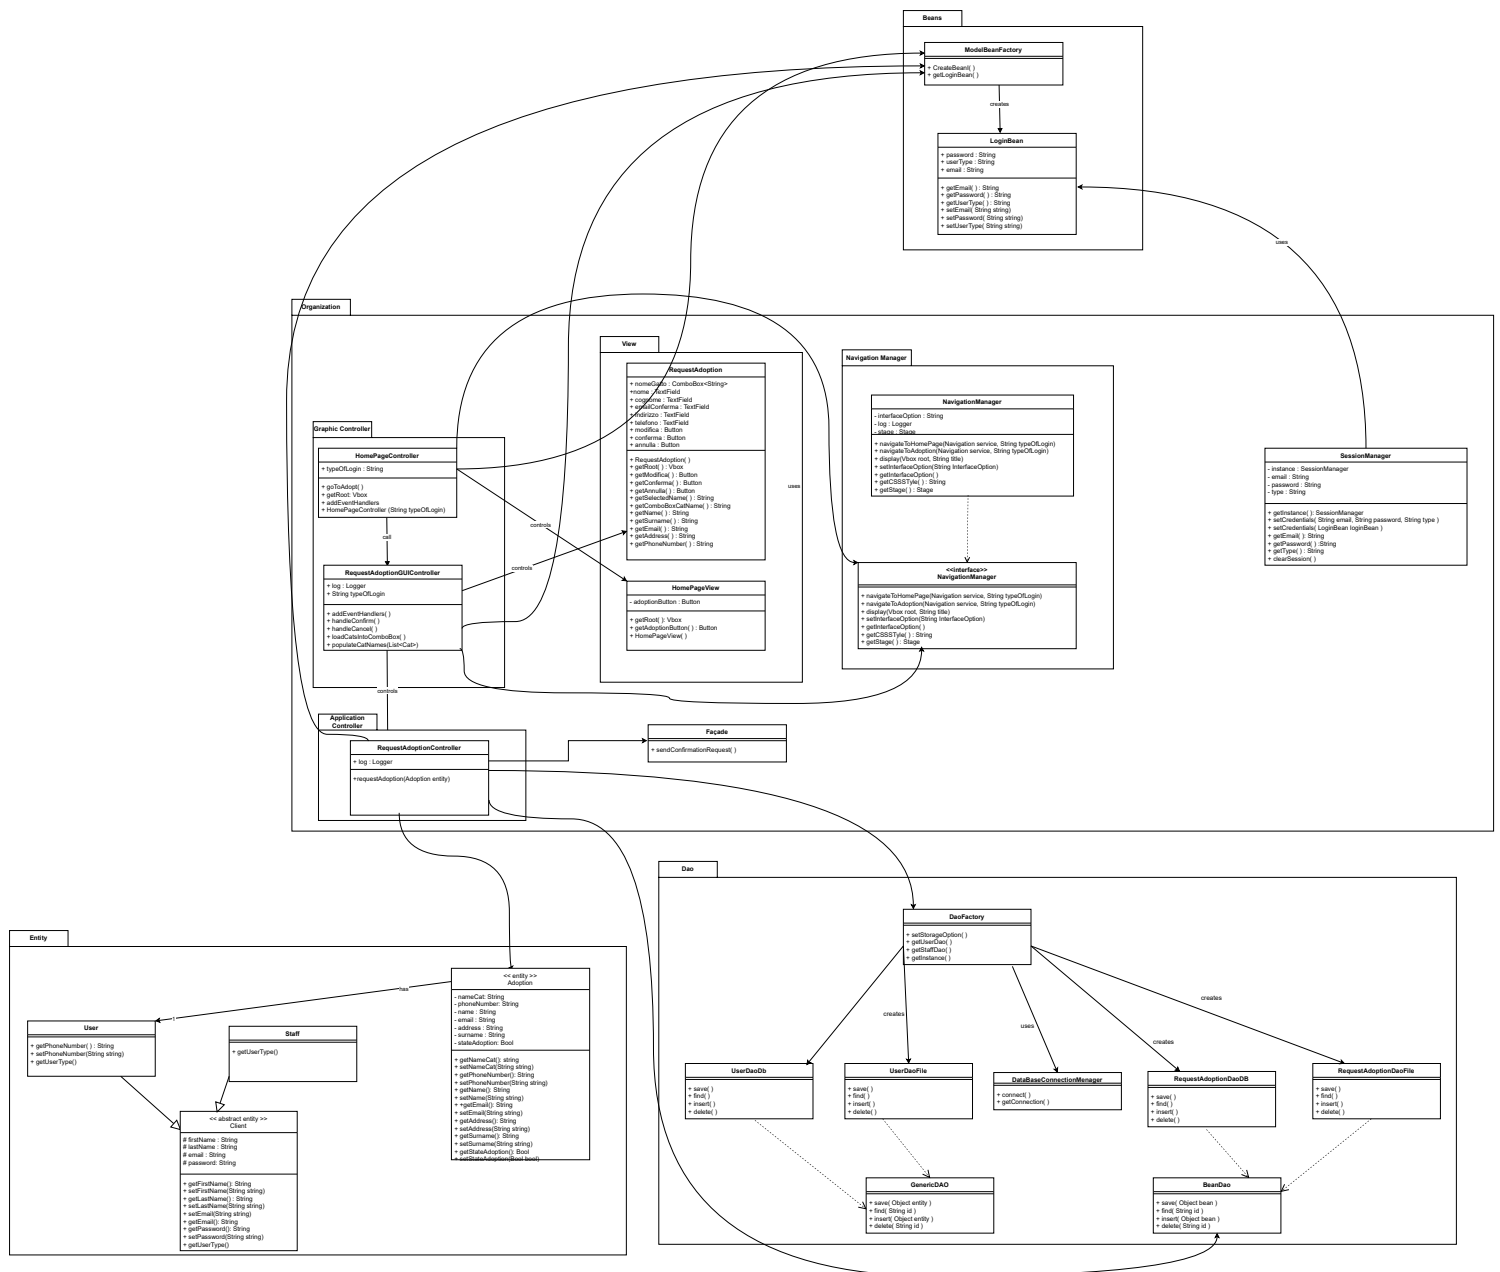 Beans
ModelBeanFactory
+ CreateBeanI( )
+ getLoginBean( )
creates
LoginBean
+ password : String
+ userType : String
+ email : String
+ getEmail( ) : String
+ getPassword( ) : String
+ getUserType( ) : String
+ setEmail( String string)
+ setPassword( String string)
+ setUserType( String string)
uses
Organization
View
RequestAdoption
+ nomeGatto : ComboBox<String>
+nome : TextField
+ cognome : TextField
+ emailConferma : TextField
+ indirizzo : TextField
+ telefono : TextField
+ modifica : Button
+ conferma : Button
+ annulla : Button
+ RequestAdoption( )
+ getRoot( ) : Vbox
+ getModifica( ) : Button
+ getConferma( ) : Button
+ getAnnulla( ) : Button
+ getSelectedName( ) : String
+ getComboBoxCatName( ) : String
+ getName( ) : String
+ getSurname( ) : String
+ getEmail( ) : String
+ getAddress( ) : String
+ getPhoneNumber( ) : String
uses
HomePageView
- adoptionButton : Button
+ getRoot( ): Vbox
+ getAdoptionButton( ) : Button
+ HomePageView( )
Navigation Manager
NavigationManager
- interfaceOption : String
- log : Logger
- stage : Stage
+ navigateToHomePage(Navigation service, String typeOfLogin)
+ navigateToAdoption(Navigation service, String typeOfLogin)
+ display(Vbox root, String title)
+ setInterfaceOption(String InterfaceOption)
+ getInterfaceOption( )
+ getCSSSTyle( ) : String
+ getStage( ) : Stage
<<interface>>
NavigationManager
+ navigateToHomePage(Navigation service, String typeOfLogin)
+ navigateToAdoption(Navigation service, String typeOfLogin)
+ display(Vbox root, String title)
+ setInterfaceOption(String InterfaceOption)
+ getInterfaceOption( )
+ getCSSSTyle( ) : String
+ getStage( ) : Stage
SessionManager
- instance : SessionManager
- email : String
- password : String
- type : String
+ getInstance( ): SessionManager
+ setCredentials( String email, String password, String type )
+ setCredentials( LoginBean loginBean )
+ getEmail( ): String
+ getPassword( ) :String
+ getType( ) : String
+ clearSession( )
Graphic Controller
HomePageController
+ typeOfLogin : String
+ goToAdopt( )
+ getRoot: Vbox
+ addEventHandlers
+ HomePageController (String typeOfLogin)
call
controls
controls
RequestAdoptionGUIController
+ log : Logger
+ String typeOfLogin
+ addEventHandlers( )
+ handleConfirm( )
+ handleCancel( )
+ loadCatsIntoComboBox( )
+ populateCatNames(List<Cat>)
controls
Application
Controller
RequestAdoptionController
+ log : Logger
+requestAdoption(Adoption entity)
Façade
+ sendConfirmationRequest( )
Entity
<< entity >>
Adoption
- nameCat: String
- phoneNumber: String
- name : String
- email : String
- address : String
- surname : String
- stateAdoption: Bool
+ getNameCat(): string
+ setNameCat(String string)
+ getPhoneNumber(): String
+ setPhoneNumber(String string)
+ getName(): String
+ setName(String string)
+ +getEmail(): String
+ setEmail(String string)
+ getAddress(): String
+ setAddress(String string)
+ getSurname(): String
+ setSurname(String string)
+ getStateAdoption(): Bool
+ setStateAdoption(Bool bool)
has
1
User
+ getPhoneNumber( ) : String
+ setPhoneNumber(String string)
+ getUserType()
Staff
+ getUserType()
<< abstract entity >>
Client
# firstName : String
# lastName : String
# email : String
# password: String
+ getFirstName(): String
+ setFirstName(String string)
+ getLastName() : String
+ setLastName(String string)
+ setEmail(String string)
+ getEmail(): String
+ getPassword(): String
+ setPassword(String string)
+ getUserType()
Dao
DaoFactory
+ setStorageOption( )
+ getUserDao( )
+ getStaffDao( )
+ getInstance( )
creates
uses
creates
creates
UserDaoDb
+ save( )
+ find( )
+ insert( )
+ delete( )
UserDaoFile
+ save( )
+ find( )
+ insert( )
+ delete( )
DataBaseConnectionMenager
+ connect( )
+ getConnection( )
RequestAdoptionDaoDB
+ save( )
+ find( )
+ insert( )
+ delete( )
RequestAdoptionDaoFile
+ save( )
+ find( )
+ insert( )
+ delete( )
GenericDAO
+ save( Object entity )
+ find( String id )
+ insert( Object entity )
+ delete( String id )
BeanDao
+ save( Object bean )
+ find( String id )
+ insert( Object bean )
+ delete( String id )